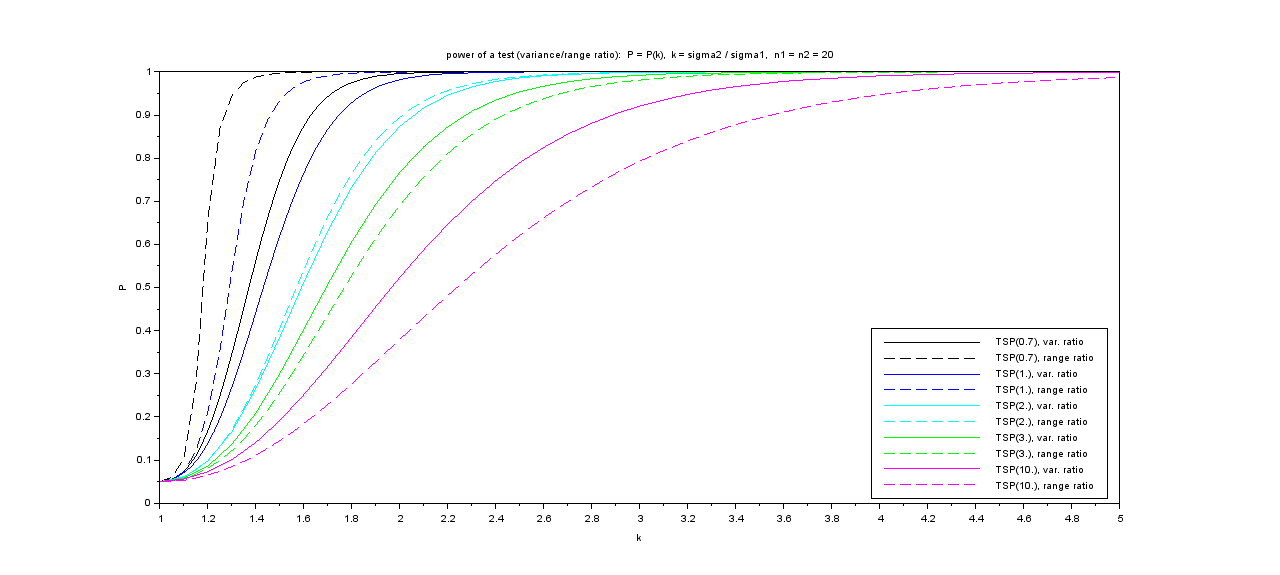 power of a test (variance/range ratio):  P = P(k),  k = sigma2 / sigma1,  n1 = n2 = 20
1
0.9
0.8
0.7
0.6
0.5
0.4
0.3
0.2
0.1
0
P
1 1.2 1.4 1.6 1.8 2 2.2 2.4 2.6 2.8 3 3.2 3.4 3.6 3.8 4 4.2 4.4 4.6 4.8 5
k
TSP(0.7), var. ratio
TSP(0.7), range ratio
TSP(1.), var. ratio
TSP(1.), range ratio
TSP(2.), var. ratio
TSP(2.), range ratio
TSP(3.), var. ratio
TSP(3.), range ratio
TSP(10.), var. ratio
TSP(10.), range ratio